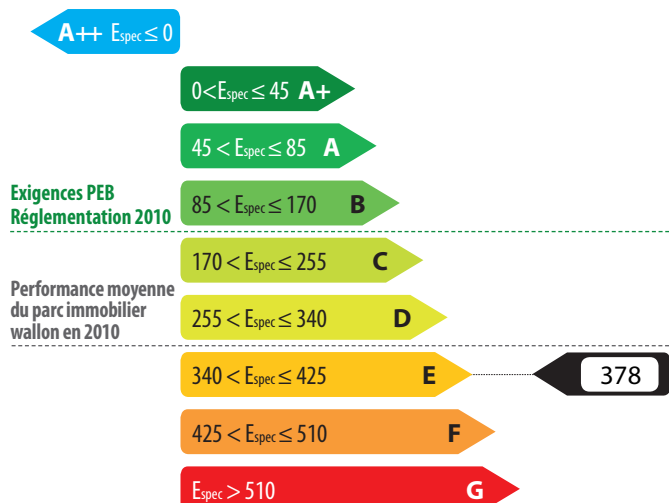 A++ Espec ≤ 0
0<Espec ≤ 45 A+
45 < Espec ≤ 85 A
Exigences PEB
Réglementation 2010
85 < Espec ≤ 170 B
170 < Espec ≤ 255 C
Performance moyenne
du parc immobilier
wallon en 2010
255 < Espec ≤ 340 D
340 < Espec ≤ 425 E
378
425 < Espec ≤ 510 F
Espec > 510 G